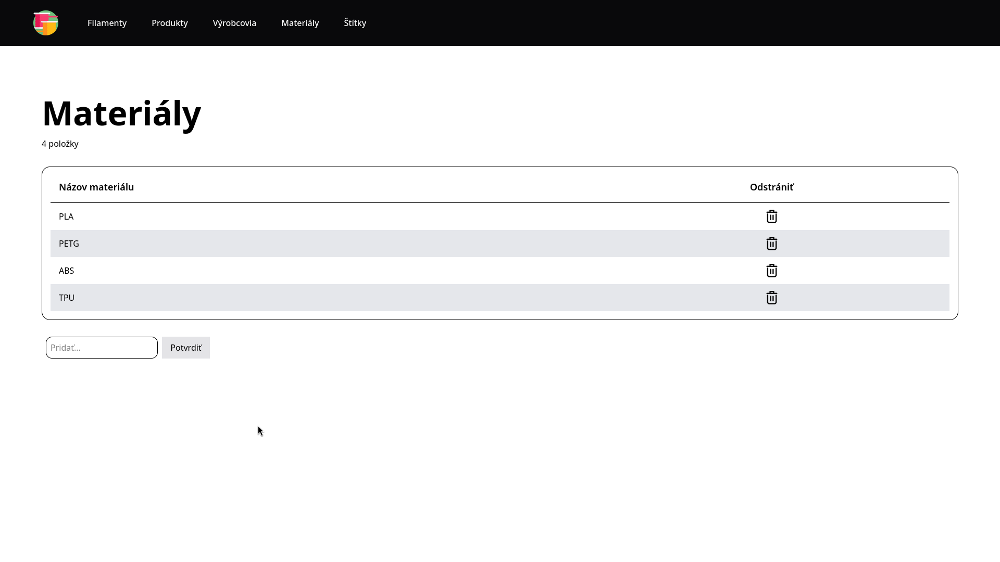 Filamenty Produkty Výrobcovia Materiály Štítky
Materiály
4 položky
Názov materiálu Odstrániť
PLA
PETG
ABS
TPU
Pridať... Potvrdiť